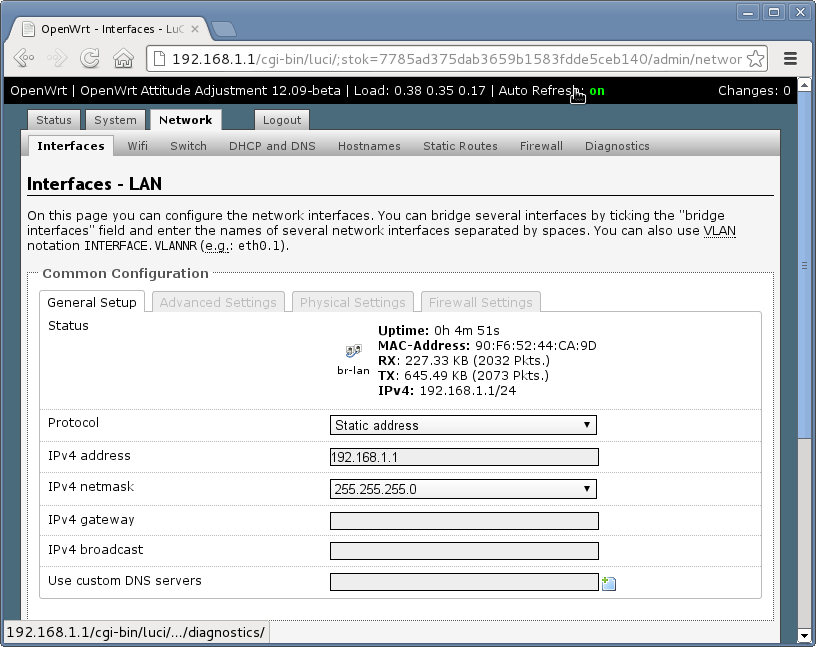 OpenWrt - Interfaces - LuC
192.168.1.1/cgi-bin/luci/;stok=7785ad375dab3659b1583fdde5ceb140/admin/networ
OpenWrt | OpenWrt Attitude Adjustment 12.09-beta | Load: 0.38 0.35 0.17 | Auto Refresh: on Changes: 0
Status System Network Logout
Interfaces Wifi Switch DHCP and DNS Hostnames Static Routes Firewall Diagnostics
Interfaces - LAN
On this page you can configure the network interfaces. You can bridge several interfaces by ticking the "bridge
interfaces" field and enter the names of several network interfaces separated by spaces. You can also use VLAN
notation INTERFACE.VLANNR (e.g.: eth0.1).
Common Configuration
General Setup Advanced Settings Physical Settings Firewall Settings
Status
br-lan
Uptime: 0h 4m 51s
MAC-Address: 90:F6:52:44:CA:9D
RX: 227.33 KB (2032 Pkts.)
TX: 645.49 KB (2073 Pkts.)
IPv4: 192.168.1.1/24
Protocol Static address
IPv4 address 192.168.1.1
IPv4 netmask 255.255.255.0
IPv4 gateway
IPv4 broadcast
Use custom DNS servers
192.168.1.1/cgi-bin/luci/.../diagnostics/